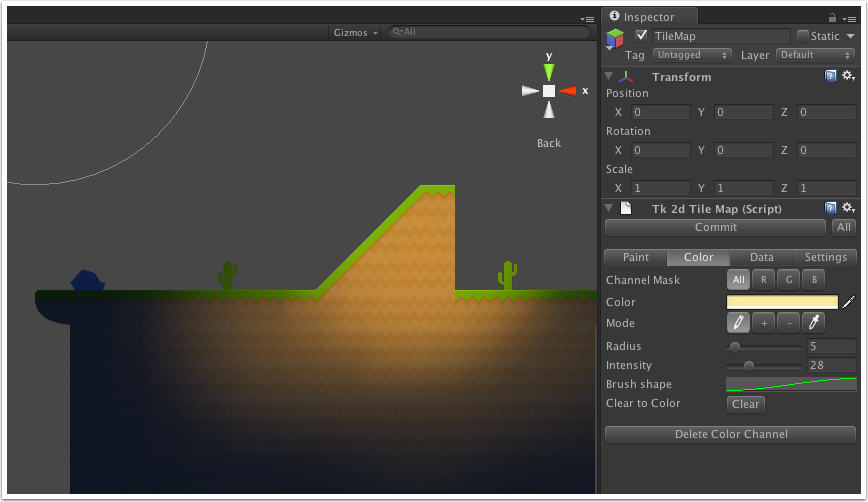 Inspector
Gizmos
All
TileMap
Static
Tag Untagged Layer Default
y
x
Back
Transform
Position
X 0 Y 0 Z 0
Rotation
X 0 Y 0 Z 0
Scale
X 1 Y 1 Z 1
Tk 2d Tile Map (Script)
Commit All
Paint Color Data Settings
Channel Mask All R G B
Color
Mode + -
Radius 5
Intensity 28
Brush shape
Clear to Color Clear
Delete Color Channel